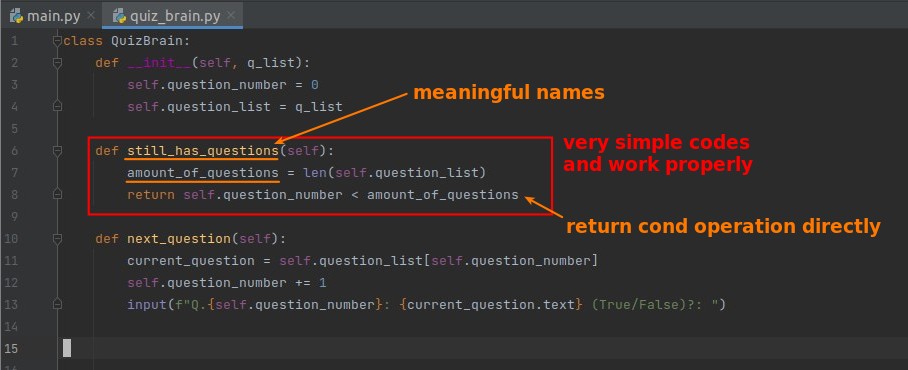 main.py quiz_brain.py
1 class QuizBrain:
2     def __init__(self, q_list):
3         self.question_number = 0
4         self.question_list = q_list
meaningful names
5
6     def still_has_questions(self):
very simple codes
and work properly
7         amount_of_questions = len(self.question_list)
8         return self.question_number < amount_of_questions
9
return cond operation directly
10     def next_question(self):
11         current_question = self.question_list[self.question_number]
12         self.question_number += 1
13         input(f"Q.{self.question_number}: {current_question.text} (True/False)?: ")
14
15
16